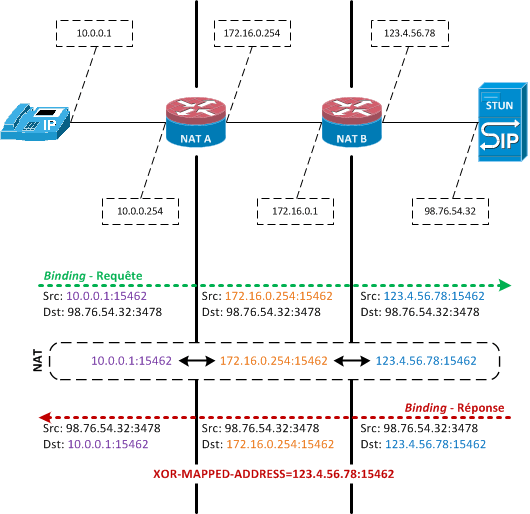 10.0.0.1
172.16.0.254
123.4.56.78
IP
NAT A
NAT B
STUN
SIP
10.0.0.254
172.16.0.1
98.76.54.32
Binding - Requête
Src: 10.0.0.1:15462
Dst: 98.76.54.32:3478
Src: 172.16.0.254:15462
Dst: 98.76.54.32:3478
Src: 123.4.56.78:15462
Dst: 98.76.54.32:3478
NAT
10.0.0.1:15462
172.16.0.254:15462
123.4.56.78:15462
Binding - Réponse
Src: 98.76.54.32:3478
Dst: 10.0.0.1:15462
Src: 98.76.54.32:3478
Dst: 172.16.0.254:15462
Src: 98.76.54.32:3478
Dst: 123.4.56.78:15462
XOR-MAPPED-ADDRESS=123.4.56.78:15462